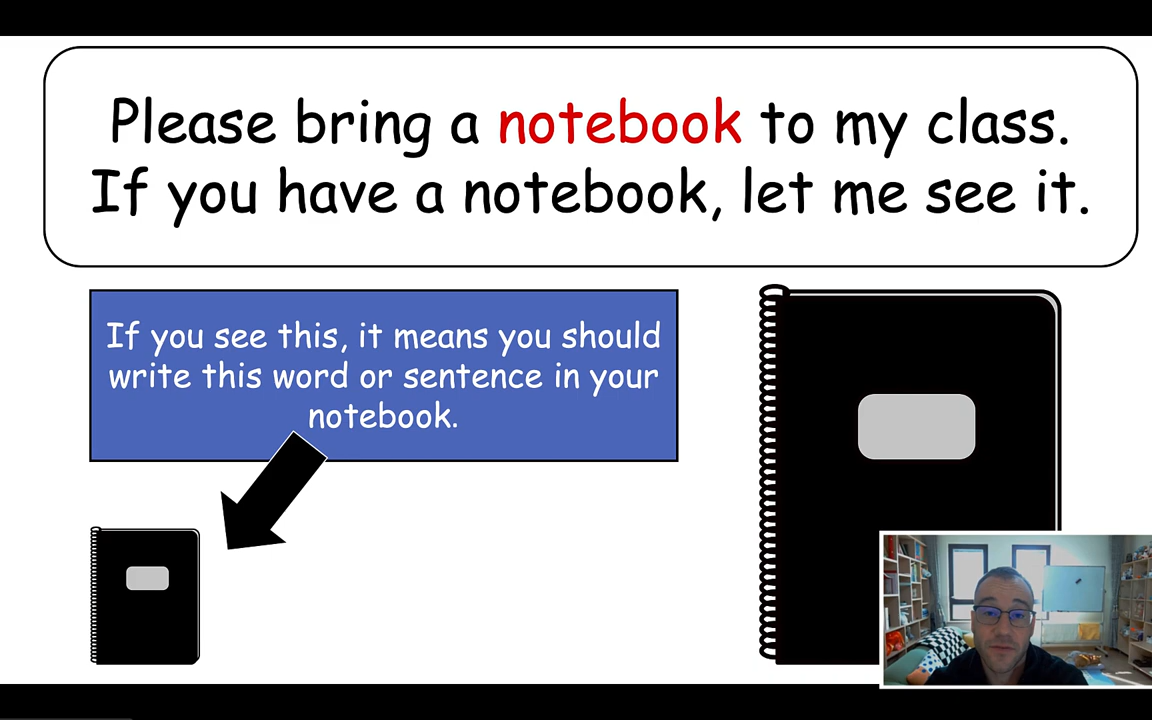 Please bring a notebook to my class.
If you have a notebook, let me see it.
If you see this, it means you should
write this word or sentence in your
notebook.